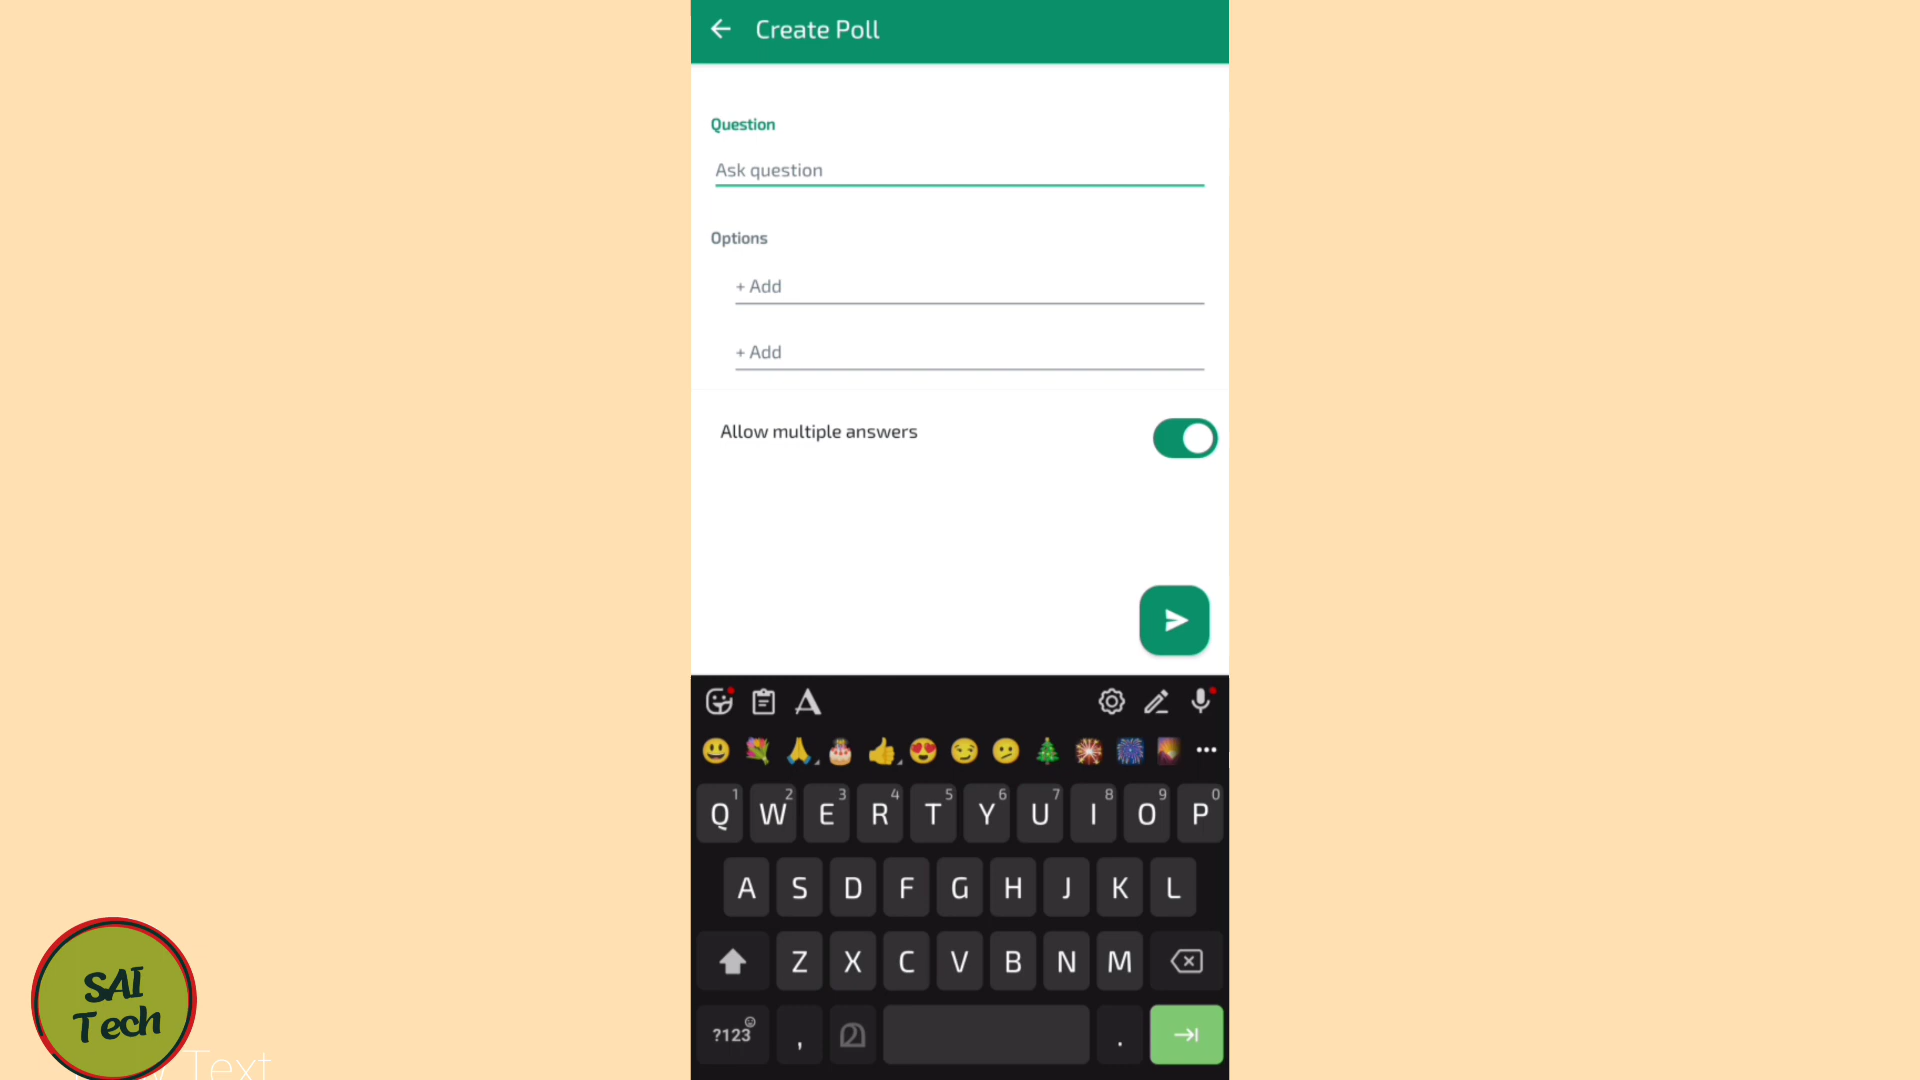 Create Poll
Question
Ask question
Options
+ Add
+ Add
Allow multiple answers
1 2 3 4 5 6 7 8 9 0
Q W E R T Y U I O P
A S D F G H J K L
Z X C V B N M
?123 , .
SAI
Tech
Text